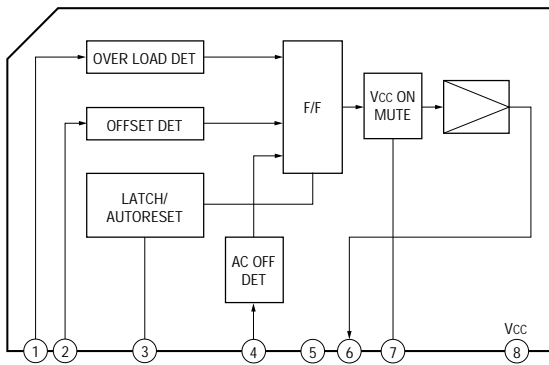 OVER LOAD DET
OFFSET DET
LATCH/
AUTORESET
F/F
VCC ON
MUTE
AC OFF
DET
VCC
1
2
3
4
5
6
7
8